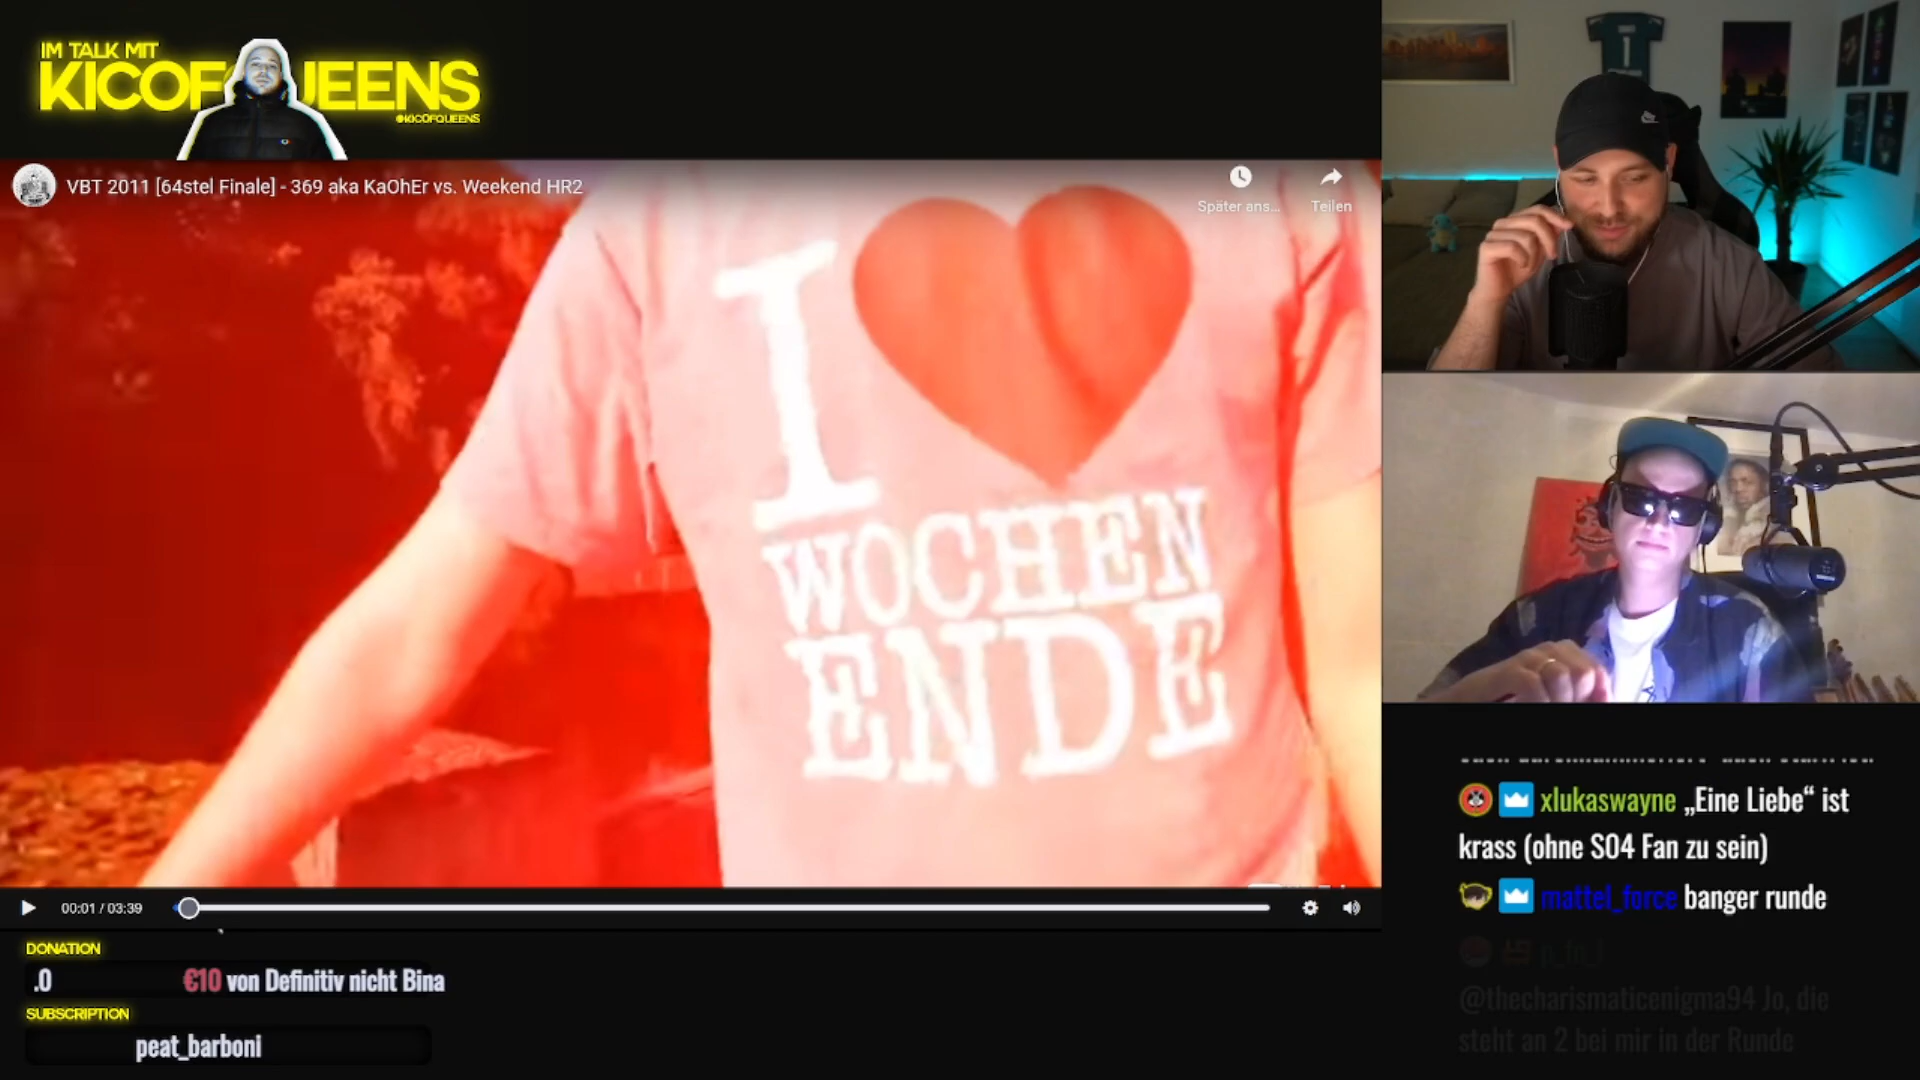 IM TALK MIT
KICOFQUEENS
@KICOFQUEENS
VBT 2011 [64stel Finale] - 369 aka KaOhEr vs. Weekend HR2
Später ans...
Teilen
I
WOCHEN
ENDE
1
xlukaswayne „Eine Liebe“ ist
krass (ohne S04 Fan zu sein)
mattel_force banger runde
@thecharismaticenigma94 Jo, die
steht an 2 bei mir in der Runde
00:01 / 03:39
DONATION
.0 €10 von Definitiv nicht Bina
SUBSCRIPTION
peat_barboni